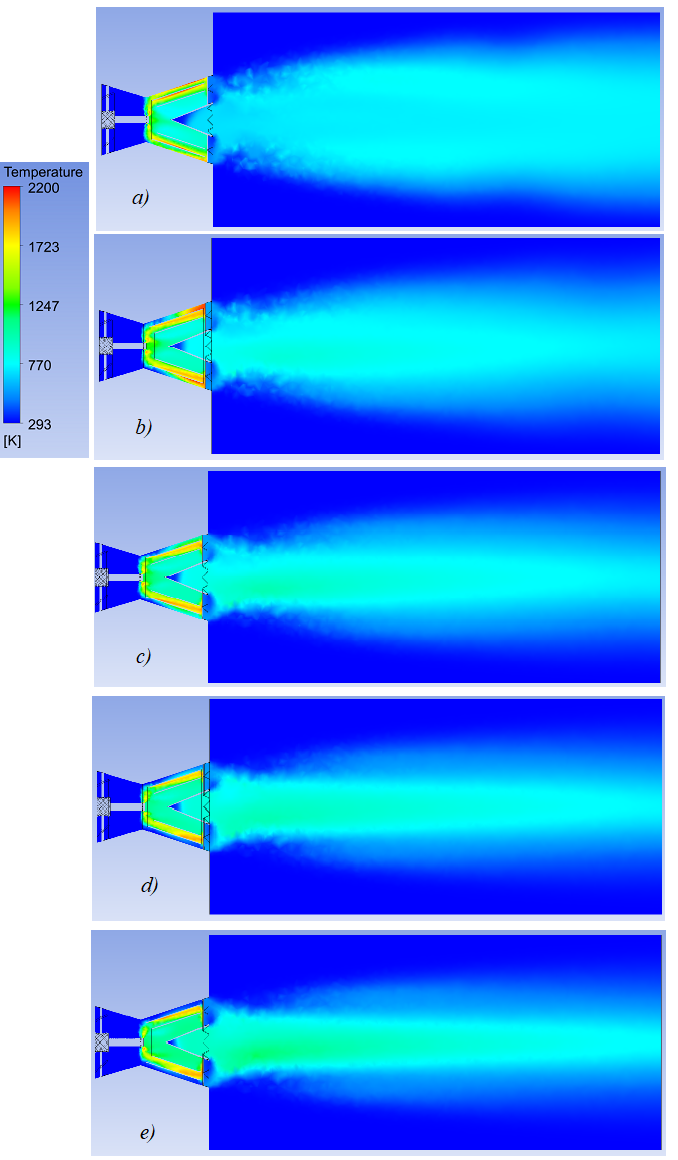 a)
Temperature
2200
1723
1247
770
293
[K]
b)
c)
d)
e)